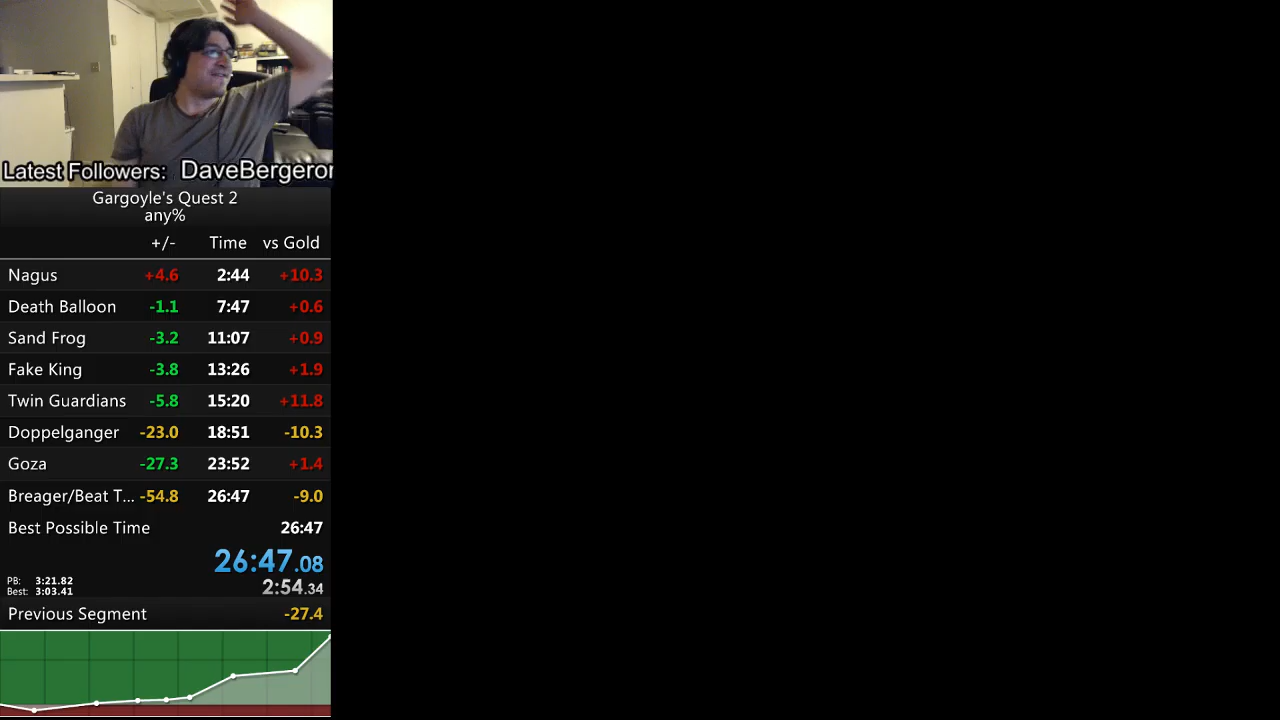 Latest Followers: DaveBergeron
Gargoyle's Quest 2
any%
+/- Time vs Gold
Nagus +4.6 2:44 +10.3
Death Balloon -1.1 7:47 +0.6
Sand Frog -3.2 11:07 +0.9
Fake King -3.8 13:26 +1.9
Twin Guardians -5.8 15:20 +11.8
Doppelganger -23.0 18:51 -10.3
Goza -27.3 23:52 +1.4
Breager/Beat T... -54.8 26:47 -9.0
Best Possible Time 26:47
26:47.08
PB: 3:21.82
Best: 3:03.41
2:54.34
Previous Segment -27.4